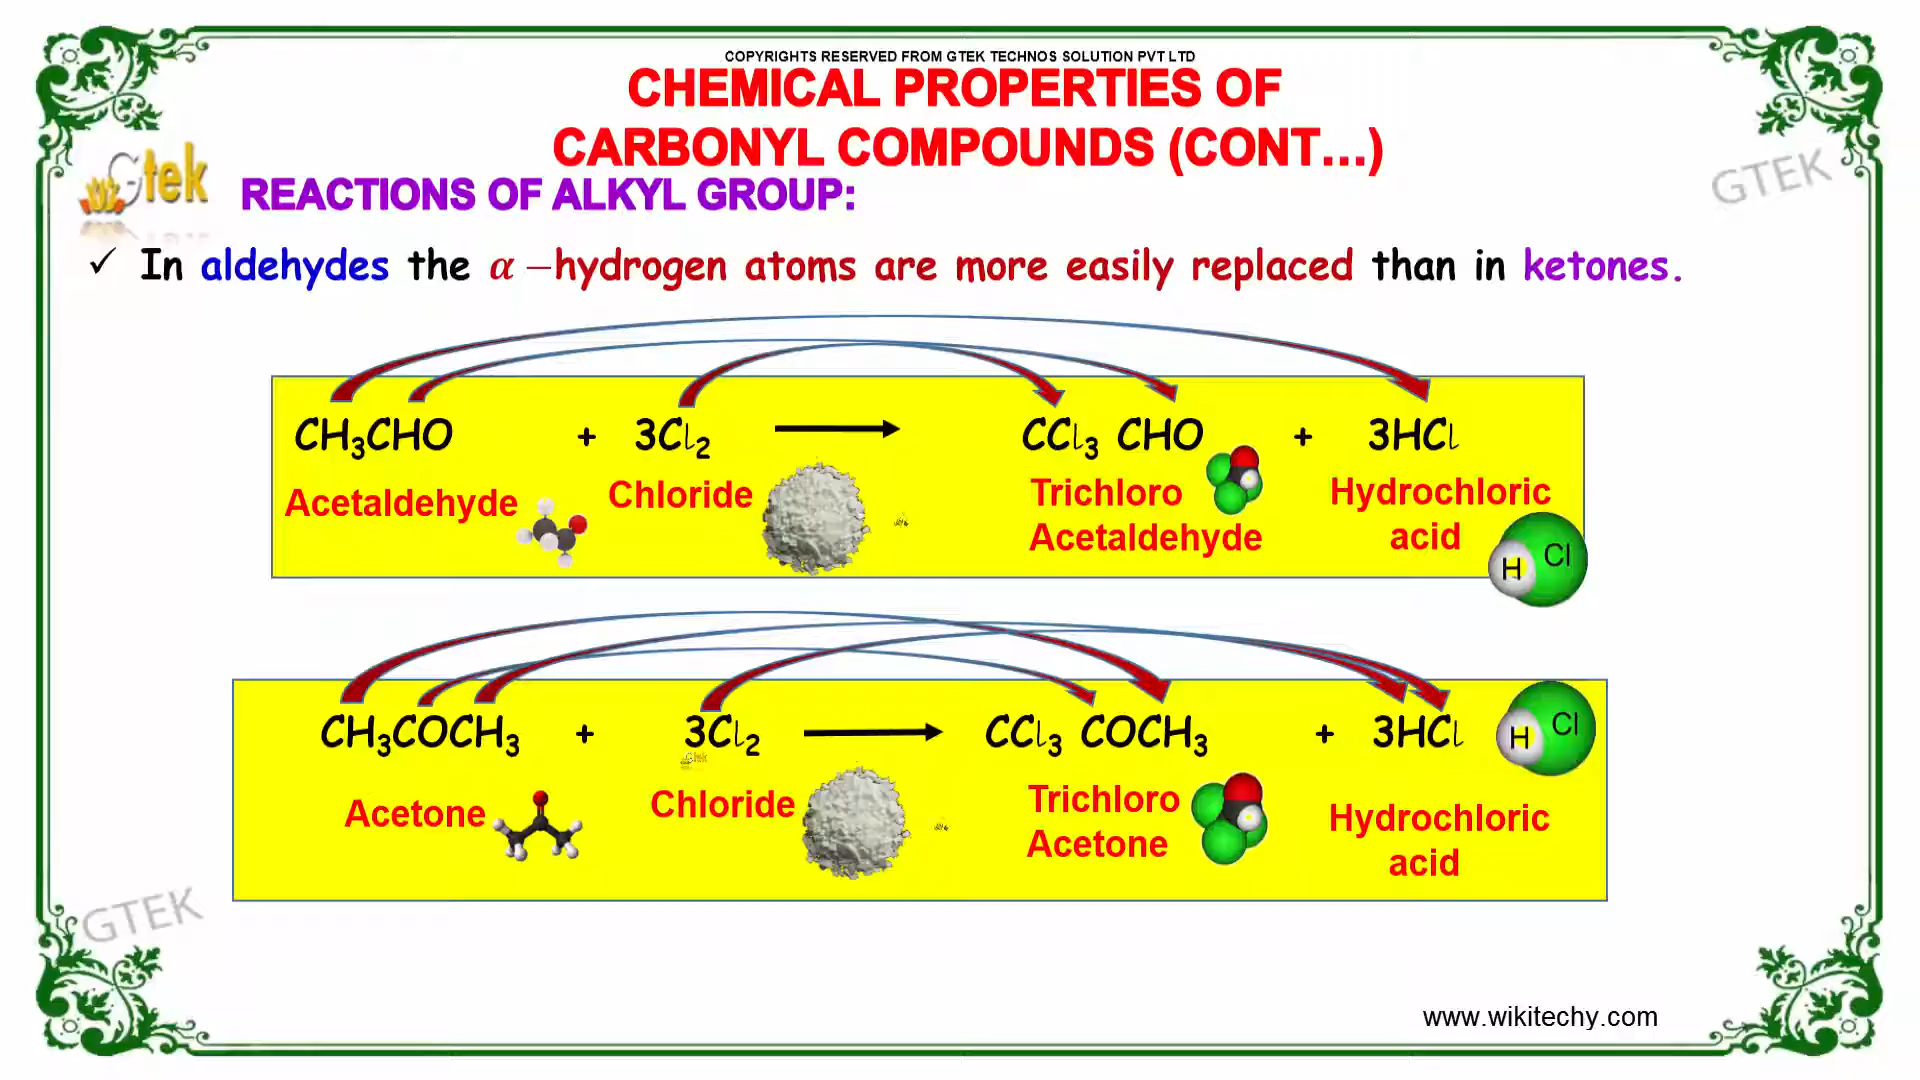 COPYRIGHTS RESERVED FROM GTEK TECHNOS SOLUTION PVT LTD
CHEMICAL PROPERTIES OF
CARBONYL COMPOUNDS (CONT...)
Gtek
GTEK
REACTIONS OF ALKYL GROUP:
✓ In aldehydes the α –hydrogen atoms are more easily replaced than in ketones.
CH₃CHO + 3Cl₂ → CCl₃ CHO + 3HCl
Acetaldehyde Chloride Trichloro Acetaldehyde Hydrochloric acid
H Cl
CH₃COCH₃ + 3Cl₂ → CCl₃ COCH₃ + 3HCl
H Cl
Acetone Chloride Trichloro Acetone Hydrochloric acid
GTEK
www.wikitechy.com